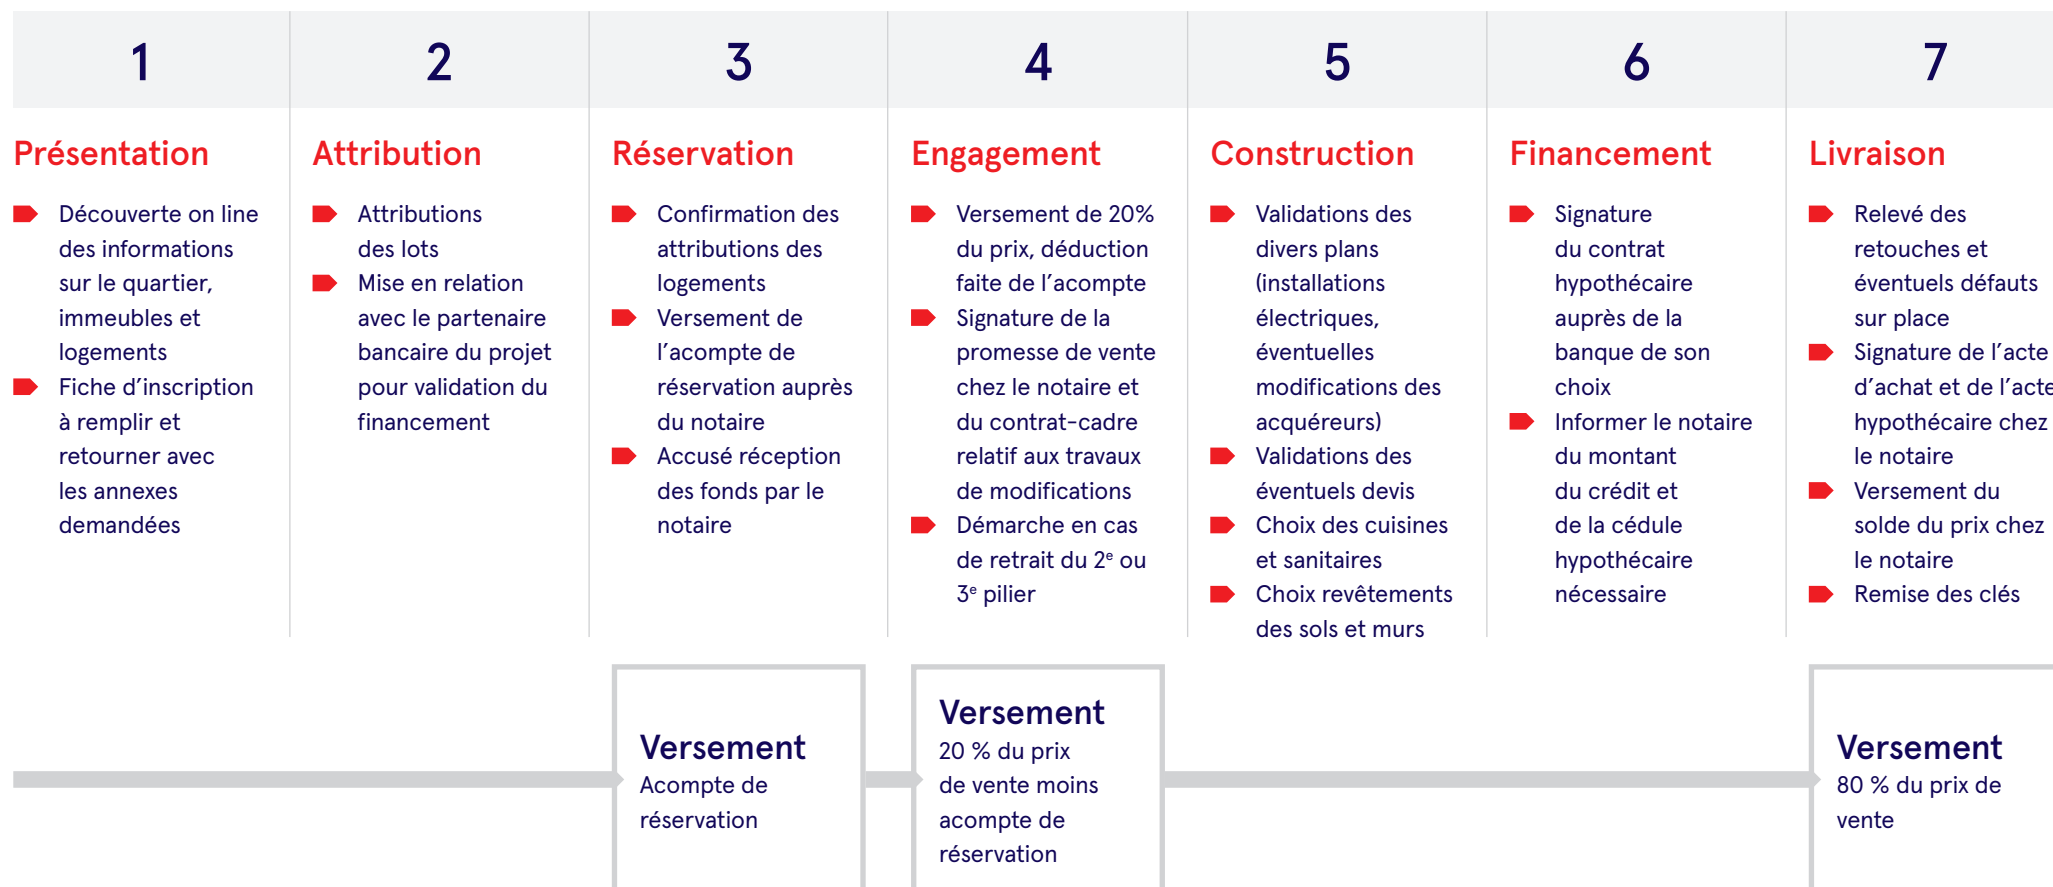 1
Présentation
Découverte on line
des informations
sur le quartier,
immeubles et
logements
Fiche d’inscription
à remplir et
retourner avec
les annexes
demandées
2
Attribution
Attributions
des lots
Mise en relation
avec le partenaire
bancaire du projet
pour validation du
financement
3
Réservation
Confirmation des
attributions des
logements
Versement de
l’acompte de
réservation auprès
du notaire
Accusé réception
des fonds par le
notaire
4
Engagement
Versement de 20%
du prix, déduction
faite de l’acompte
Signature de la
promesse de vente
chez le notaire et
du contrat-cadre
relatif aux travaux
de modifications
Démarche en cas
de retrait du 2e ou
3e pilier
5
Construction
Validations des
divers plans
(installations
électriques,
éventuelles
modifications des
acquéreurs)
Validations des
éventuels devis
Choix des cuisines
et sanitaires
Choix revêtements
des sols et murs
6
Financement
Signature
du contrat
hypothécaire
auprès de la
banque de son
choix
Informer le notaire
du montant
du crédit et
de la cédule
hypothécaire
nécessaire
7
Livraison
Relevé des
retouches et
éventuels défauts
sur place
Signature de l’acte
d’achat et de l’acte
hypothécaire chez
le notaire
Versement du
solde du prix chez
le notaire
Remise des clés
Versement
Acompte de
réservation
Versement
20 % du prix
de vente moins
acompte de
réservation
Versement
80 % du prix de
vente